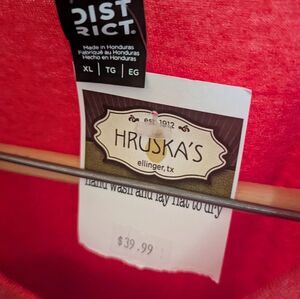 DIST
RICT.
Made in Honduras
Fabriqué au Honduras
Hecho en Honduras
XL | TG | EG
est. 1912
HRUSKA'S
ellinger, tx
hand wash and lay flat to dry
$39.99